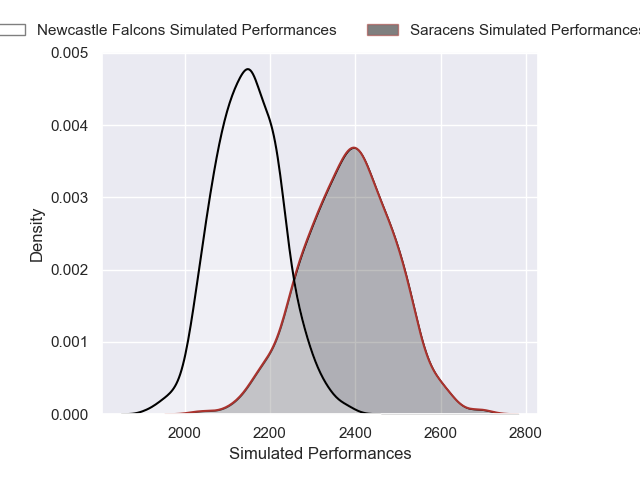 Newcastle Falcons Simulated Performances
Saracens Simulated Performances
0.005
0.004
0.003
0.002
0.001
0.000
Density
2000 2200 2400 2600 2800
Simulated Performances